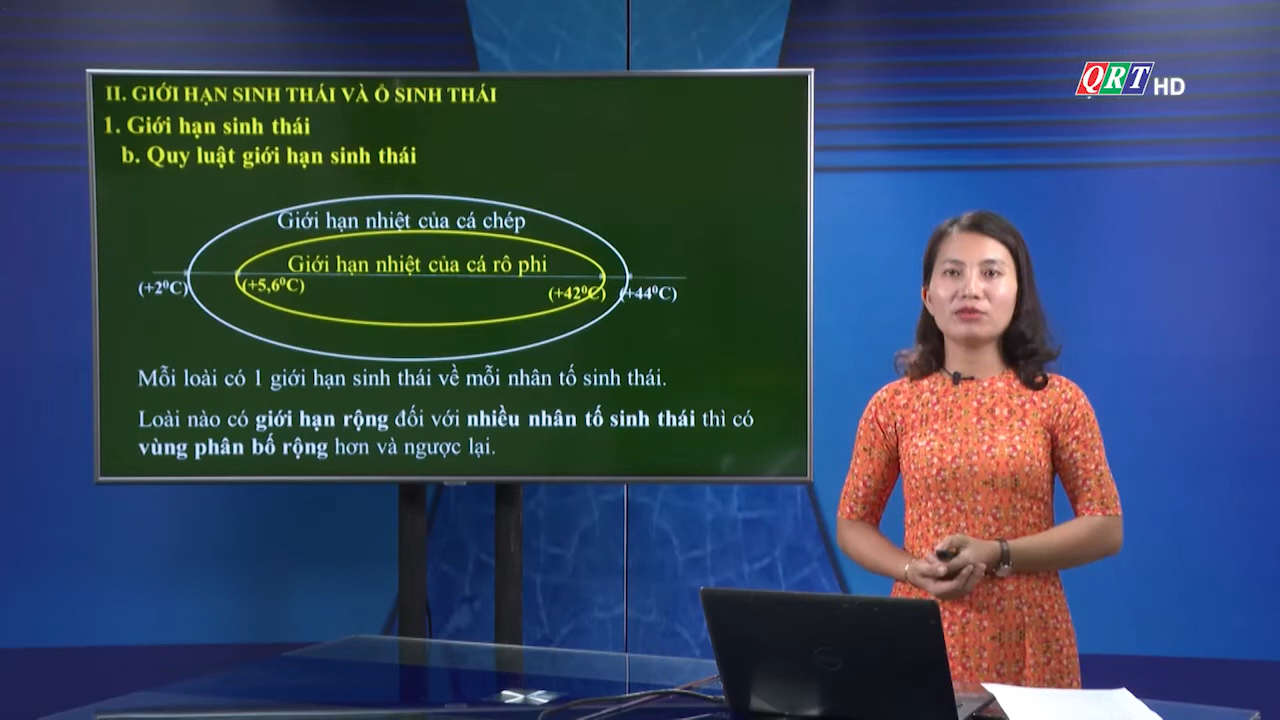 QRT HD
II. GIỚI HẠN SINH THÁI VÀ Ổ SINH THÁI
1. Giới hạn sinh thái
b. Quy luật giới hạn sinh thái
Giới hạn nhiệt của cá chép
Giới hạn nhiệt của cá rô phi
(+2⁰C) (+5,6⁰C) (+42⁰C) (+44⁰C)
Mỗi loài có 1 giới hạn sinh thái về mỗi nhân tố sinh thái.
Loài nào có giới hạn rộng đối với nhiều nhân tố sinh thái thì có
vùng phân bố rộng hơn và ngược lại.